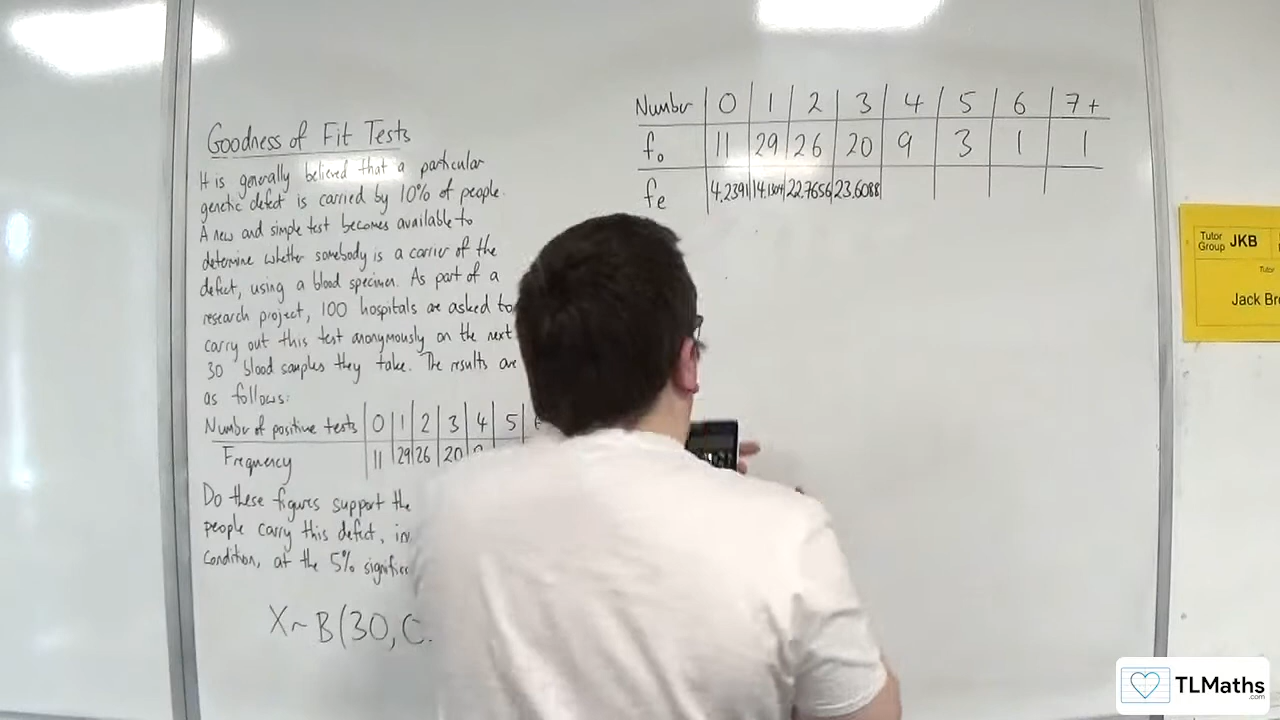 Goodness of Fit Tests
It is generally believed that a particular
genetic defect is carried by 10% of people.
A new and simple test becomes available to
determine whether somebody is a carrier of the
defect, using a blood specimen. As part of a
research project, 100 hospitals are asked to
carry out this test anonymously on the next
30 blood samples they take. The results are
as follows:
Number of positive tests 0 1 2 3 4 5
Frequency 11 29 26 20
Do these figures support the
people carry this defect, in
condition, at the 5%
X~B(30, 0.
Number 0 1 2 3 4 5 6 7+
fo 11 29 26 20 9 3 1 1
fe 4.2391 14.1304 22.7656 23.6088
Tutor Group JKB
Tutor
Jack Br
TLMaths
.com